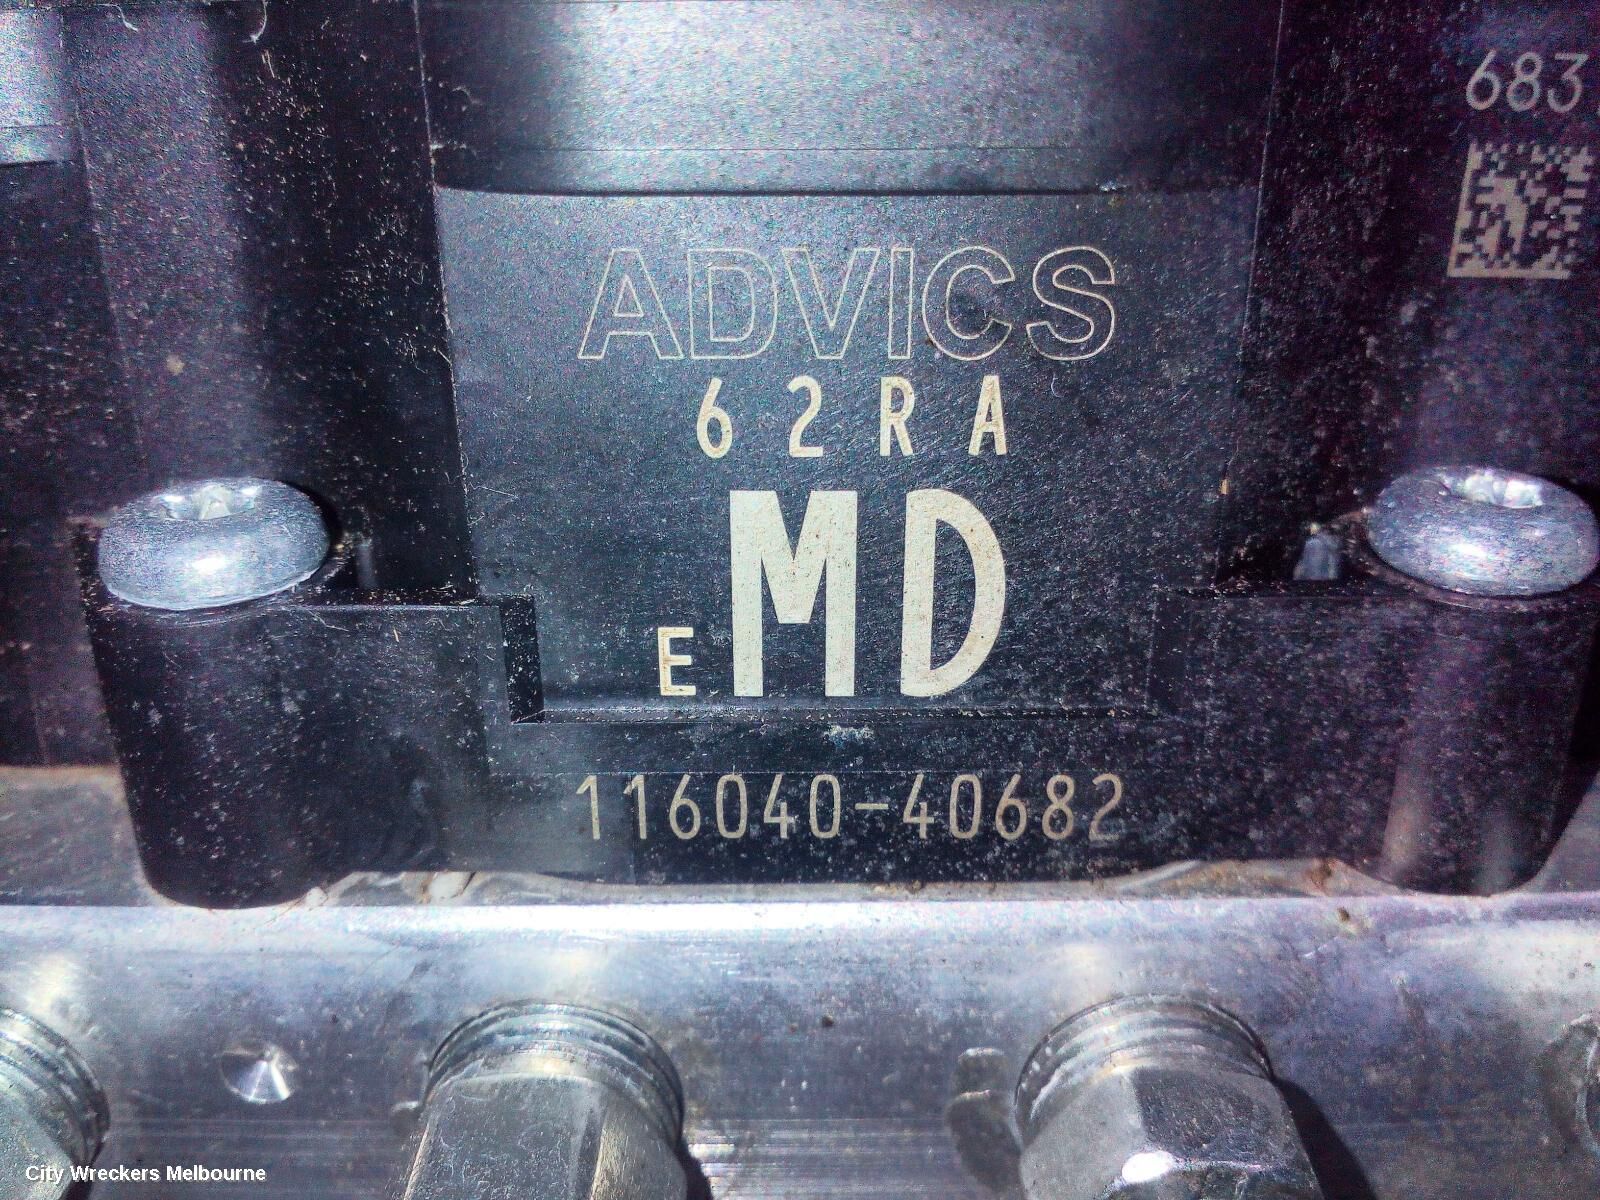 683
ADVICS
62RA
EMD
116040-40682
City Wreckers Melbourne